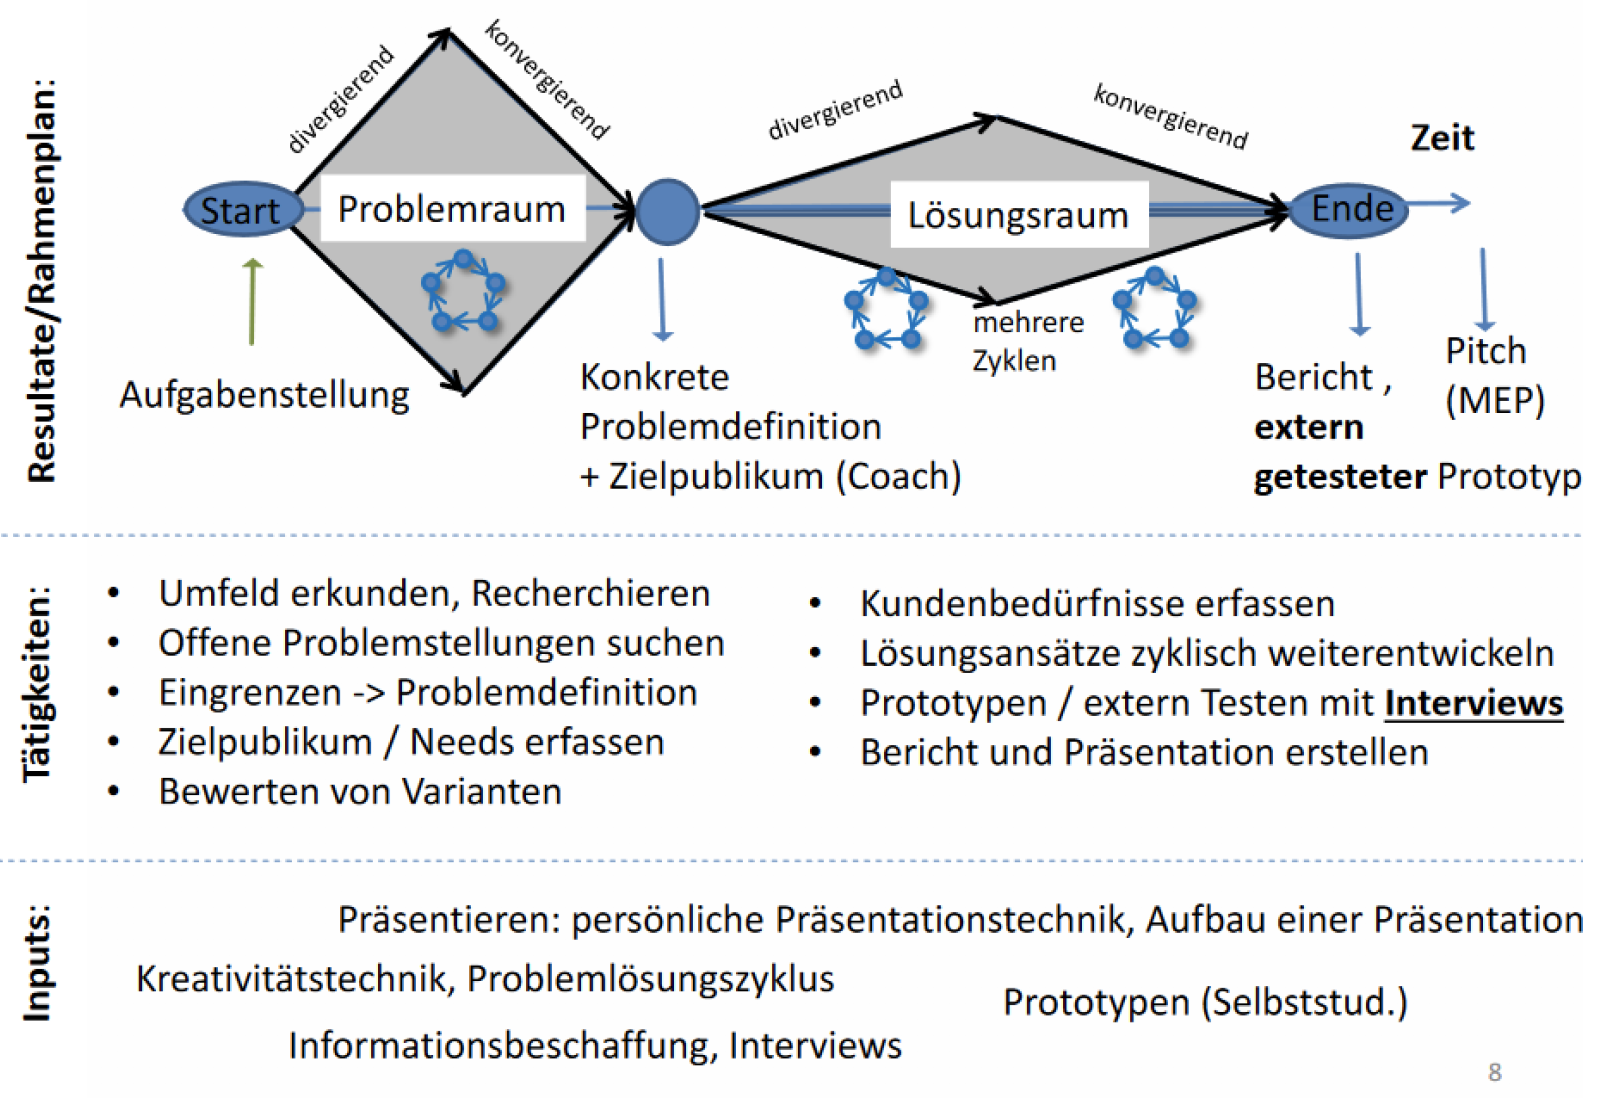 Resultate/Rahmenplan:
divergierend
konvergierend
divergierend
konvergierend
Zeit
Start
Problemraum
Lösungsraum
Ende
Aufgabenstellung
Konkrete
Problemdefinition
+ Zielpublikum (Coach)
mehrere
Zyklen
Bericht ,
extern
getesteter Prototyp
Pitch
(MEP)
Tätigkeiten:
• Umfeld erkunden, Recherchieren
• Offene Problemstellungen suchen
• Eingrenzen -> Problemdefinition
• Zielpublikum / Needs erfassen
• Bewerten von Varianten
• Kundenbedürfnisse erfassen
• Lösungsansätze zyklisch weiterentwickeln
• Prototypen / extern Testen mit Interviews
• Bericht und Präsentation erstellen
Inputs:
Präsentieren: persönliche Präsentationstechnik, Aufbau einer Präsentation
Kreativitätstechnik, Problemlösungszyklus
Prototypen (Selbststud.)
Informationsbeschaffung, Interviews
8